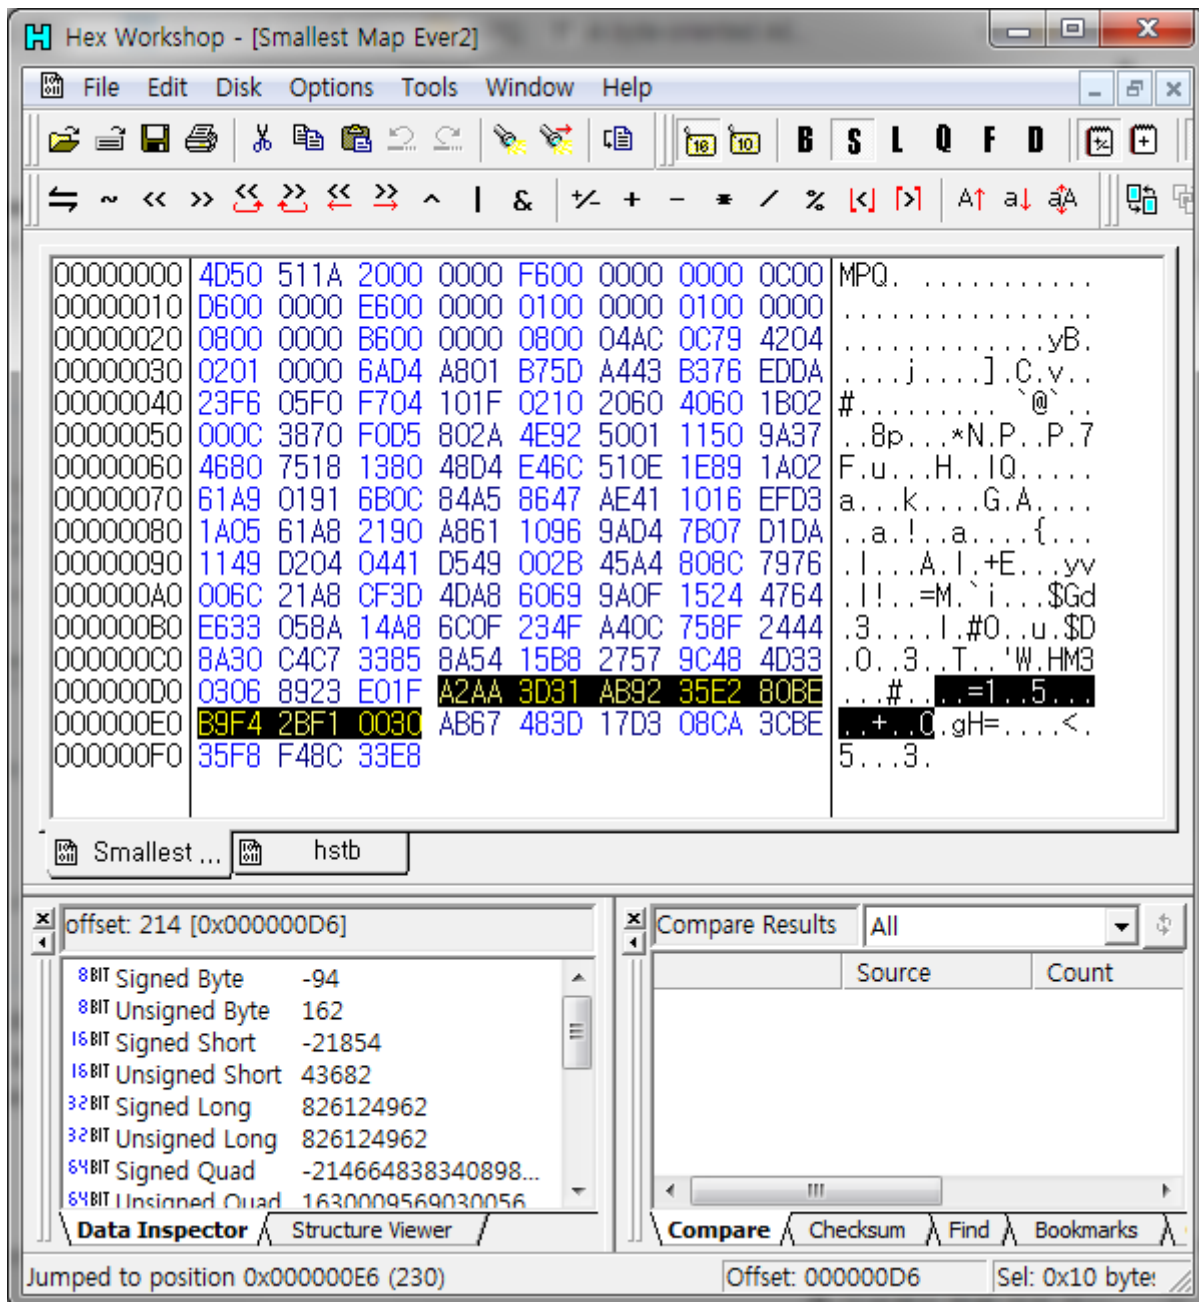 Hex Workshop - [Smallest Map Ever2]
File Edit Disk Options Tools Window Help
16 10 B S L Q F D
00000000 4D50 511A 2000 0000 F600 0000 0000 0C00 MPQ. ...........
00000010 D600 0000 E600 0000 0100 0000 0100 0000 ................
00000020 0800 0000 B600 0000 0800 04AC 0C79 4204 .............yB.
00000030 0201 0000 6AD4 A801 B75D A443 B376 EDDA ....j....].C.v..
00000040 23F6 05F0 F704 101F 0210 2060 4060 1B02 #......... `@`..
00000050 000C 3870 F0D5 802A 4E92 5001 1150 9A37 ..8p...*N.P..P.7
00000060 4680 7518 1380 48D4 E46C 510E 1E89 1A02 F.u...H..lQ.....
00000070 61A9 0191 6B0C 84A5 8647 AE41 1016 EFD3 a...k....G.A....
00000080 1A05 61A8 2190 A861 1096 9AD4 7B07 D1DA ..a.!..a....{...
00000090 1149 D204 0441 D549 002B 45A4 808C 7976 .I...A.I.+E...yv
000000A0 006C 21A8 CF3D 4DA8 6069 9A0F 1524 4764 .l!..=M.`i...$Gd
000000B0 E633 058A 14A8 6C0F 234F A40C 758F 2444 .3....l.#O..u.$D
000000C0 8A30 C4C7 3385 8A54 15B8 2757 9C48 4D33 .0..3..T..'W.HM3
000000D0 0306 8923 E01F A2AA 3D31 AB92 35E2 80BE ...#....=1..5...
000000E0 B9F4 2BF1 0030 AB67 483D 17D3 08CA 3CBE ..+..0.gH=....<.
000000F0 35F8 F48C 33E8 5...3.
Smallest ... hstb
offset: 214 [0x000000D6]
8BIT Signed Byte -94
8BIT Unsigned Byte 162
16BIT Signed Short -21854
16BIT Unsigned Short 43682
32BIT Signed Long 826124962
32BIT Unsigned Long 826124962
64BIT Signed Quad -214664838340898...
64BIT Unsigned Quad 1630009569030056
Data Inspector Structure Viewer
Compare Results All
Source Count
Compare Checksum Find Bookmarks
Jumped to position 0x000000E6 (230) Offset: 000000D6 Sel: 0x10 bytes